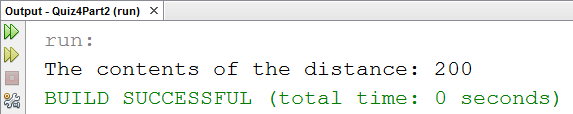 Output - Quiz4Part2 (run) ×
run:
The contents of the distance: 200
BUILD SUCCESSFUL (total time: 0 seconds)